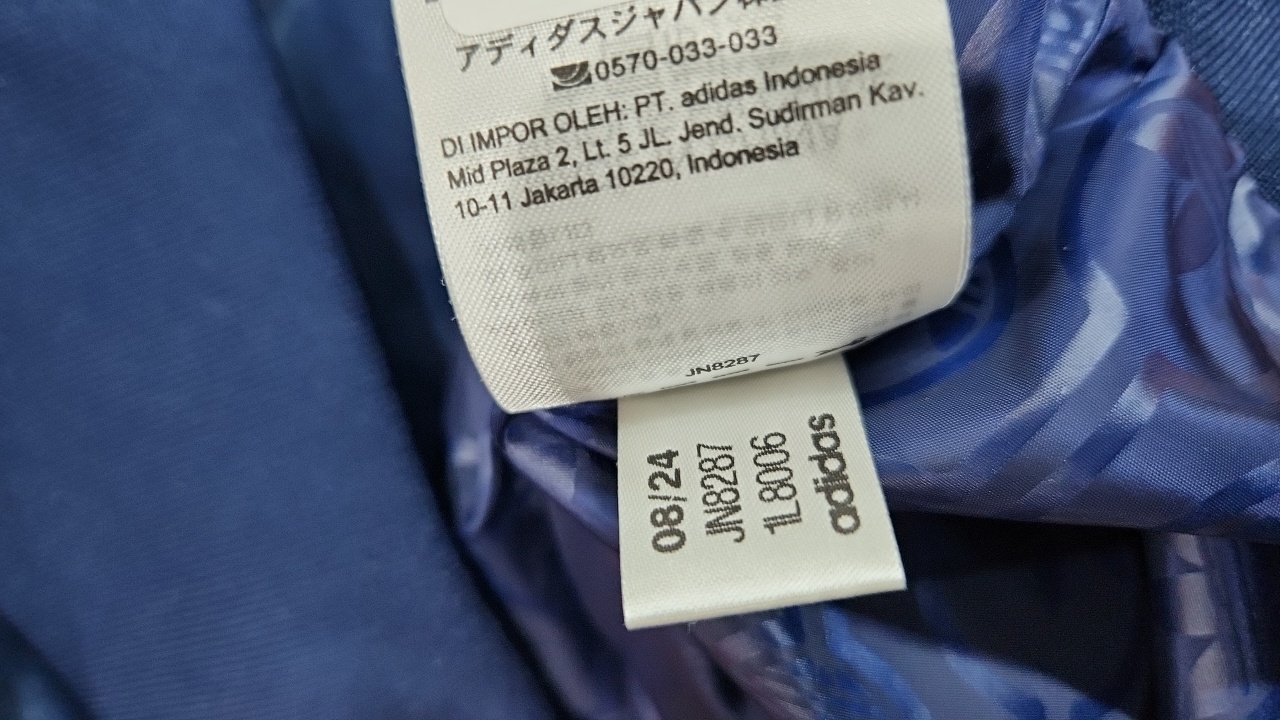 アディダスジャパン株
0570-033-033
DI IMPOR OLEH: PT. adidas Indonesia
Mid Plaza 2, Lt. 5 JL. Jend. Sudirman Kav.
10-11 Jakarta 10220, Indonesia
JN8287
08/24
JN8287
1L8006
adidas